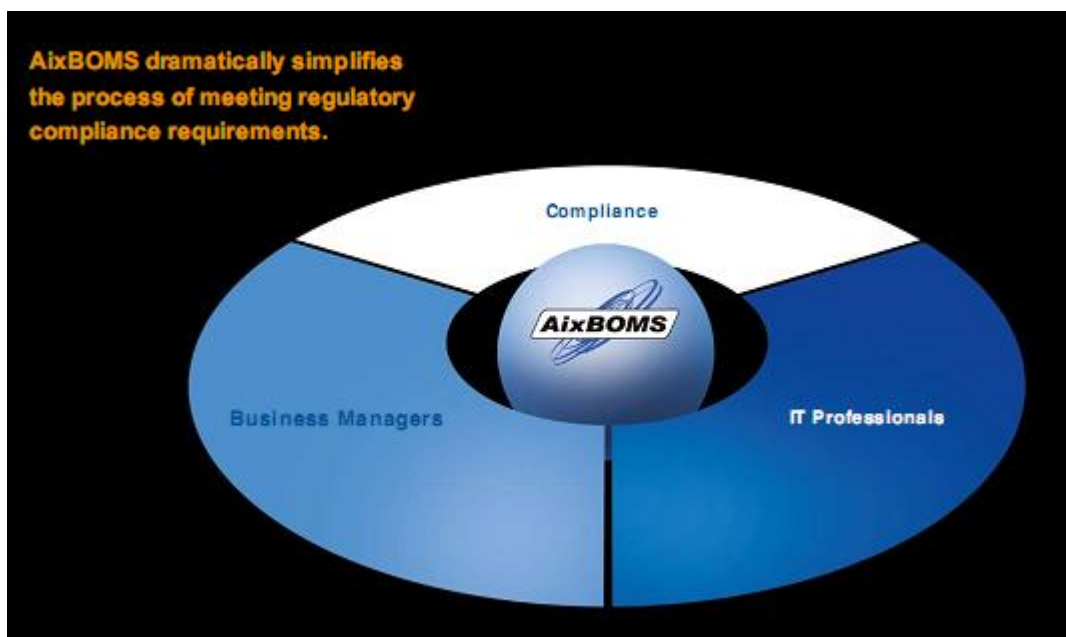 AixBOMS dramatically simplifies
the process of meeting regulatory
compliance requirements.
Compliance
AixBOMS
Business Managers
IT Professionals